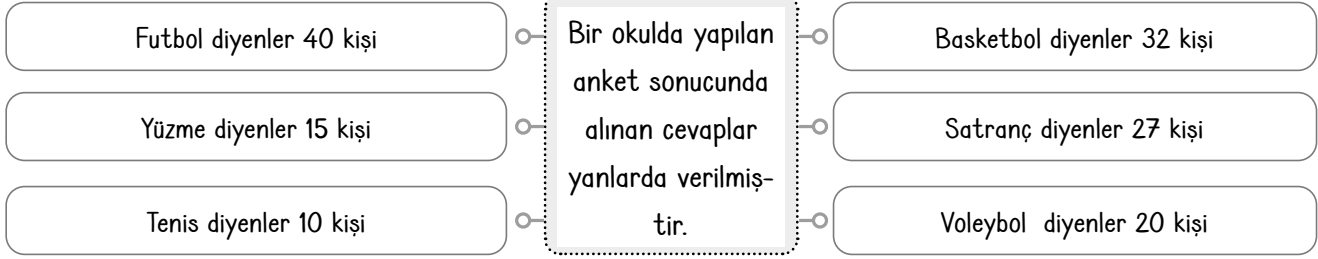 Futbol diyenler 40 kişi
Yüzme diyenler 15 kişi
Tenis diyenler 10 kişi
Bir okulda yapılan
anket sonucunda
alınan cevaplar
yanlarda verilmiş-
tir.
Basketbol diyenler 32 kişi
Satranç diyenler 27 kişi
Voleybol diyenler 20 kişi